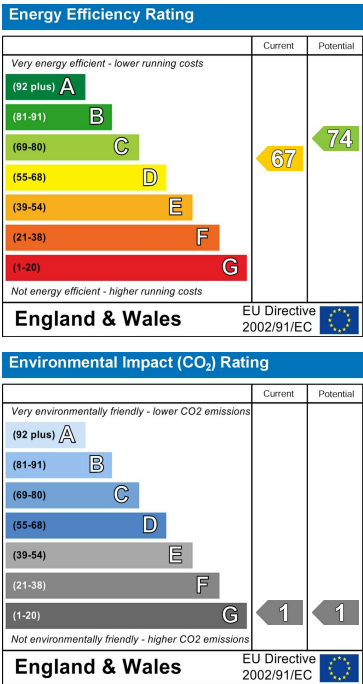 Energy Efficiency Rating
Current Potential
Very energy efficient - lower running costs
(92 plus) A
(81-91) B
(69-80) C
(55-68) D
(39-54) E
(21-38) F
(1-20) G
67
74
Not energy efficient - higher running costs
England & Wales
EU Directive
2002/91/EC
Environmental Impact (CO₂) Rating
Current Potential
Very environmentally friendly - lower CO2 emissions
(92 plus) A
(81-91) B
(69-80) C
(55-68) D
(39-54) E
(21-38) F
(1-20) G
1
1
Not environmentally friendly - higher CO2 emissions
England & Wales
EU Directive
2002/91/EC